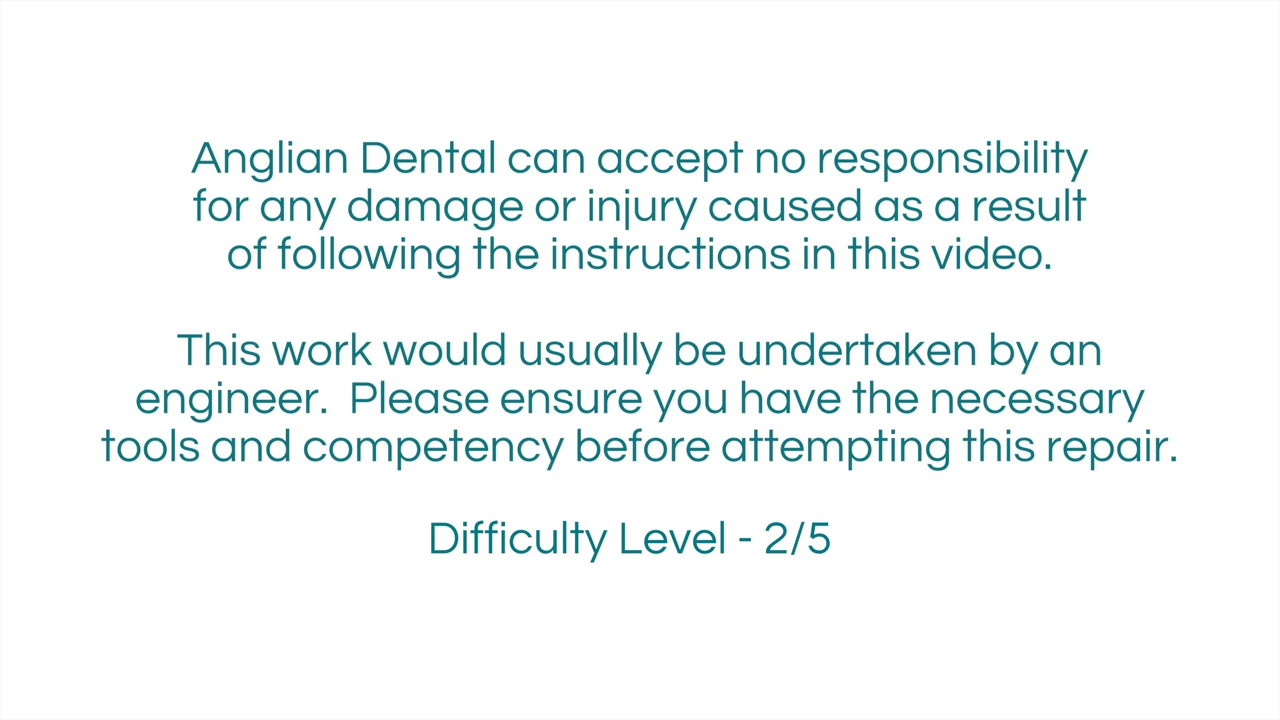 Anglian Dental can accept no responsibility
for any damage or injury caused as a result
of following the instructions in this video.
This work would usually be undertaken by an
engineer.  Please ensure you have the necessary
tools and competency before attempting this repair.
Difficulty Level - 2/5